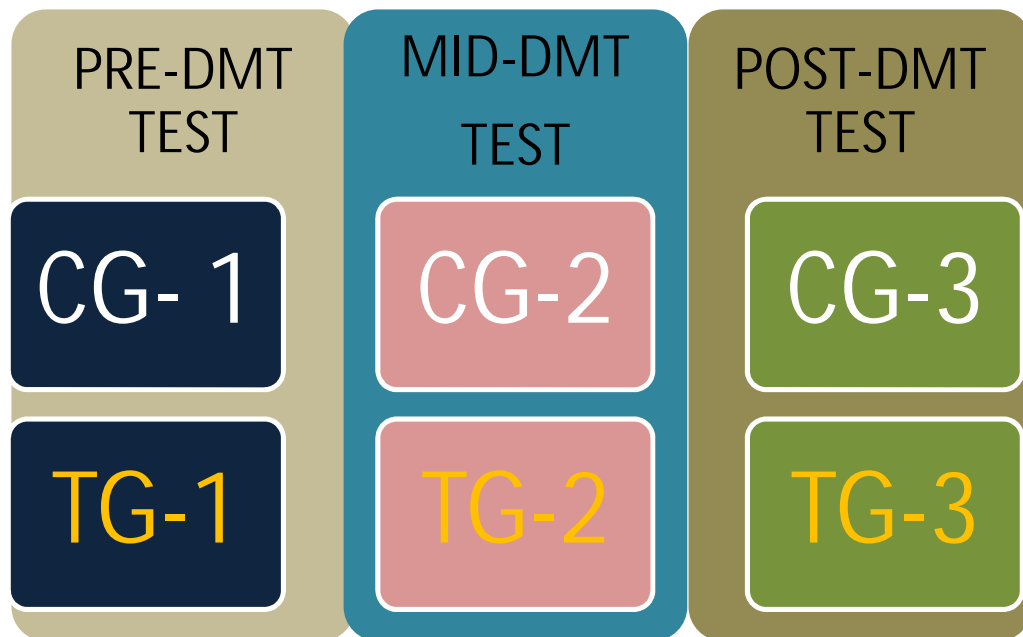 PRE-DMT
TEST
MID-DMT
TEST
POST-DMT
TEST
CG- 1
CG-2
CG-3
TG-1
TG-2
TG-3